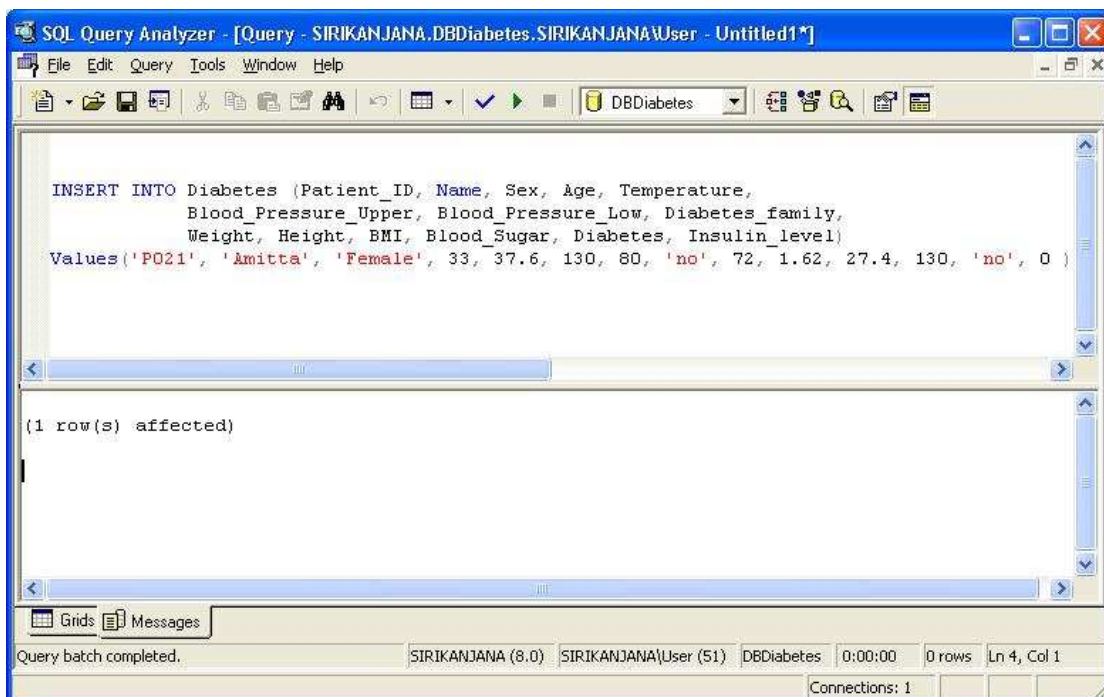 SQL Query Analyzer - [Query - SIRIKANJANA.DBDiabetes.SIRIKANJANA\User - Untitled1*]
File Edit Query Tools Window Help
DBDiabetes
INSERT INTO Diabetes (Patient_ID, Name, Sex, Age, Temperature,
Blood_Pressure_Upper, Blood_Pressure_Low, Diabetes_family,
Weight, Height, BMI, Blood_Sugar, Diabetes, Insulin_level)
Values('P021', 'Amitta', 'Female', 33, 37.6, 130, 80, 'no', 72, 1.62, 27.4, 130, 'no', 0 )
(1 row(s) affected)
Grids Messages
Query batch completed. SIRIKANJANA (8.0) SIRIKANJANA\User (51) DBDiabetes 0:00:00 0 rows Ln 4, Col 1
Connections: 1